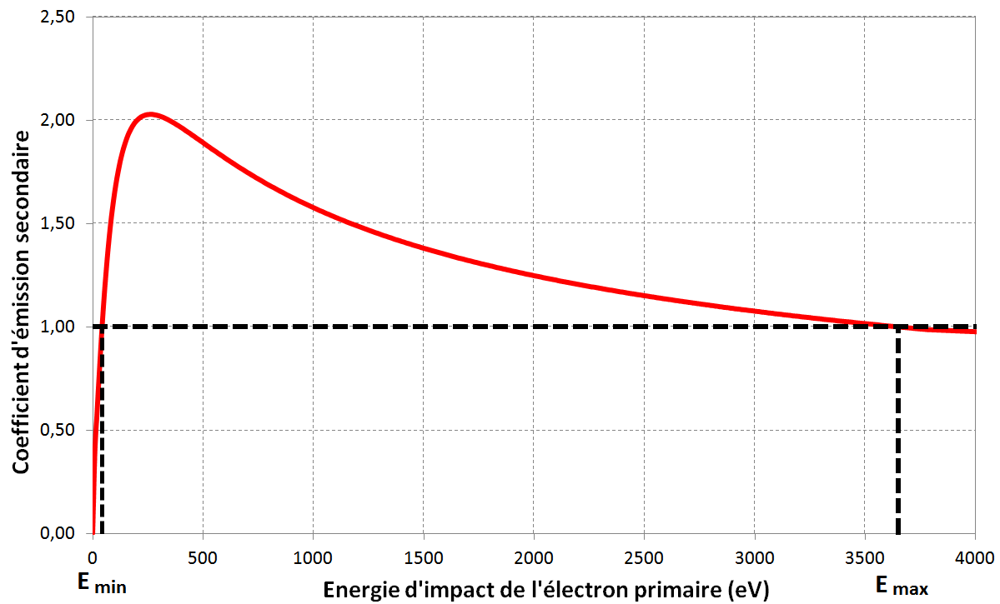 2,50
2,00
1,50
1,00
0,50
0,00
Coefficient d'émission secondaire
0 500 1000 1500 2000 2500 3000 3500 4000
E min Energie d'impact de l'électron primaire (eV) E max